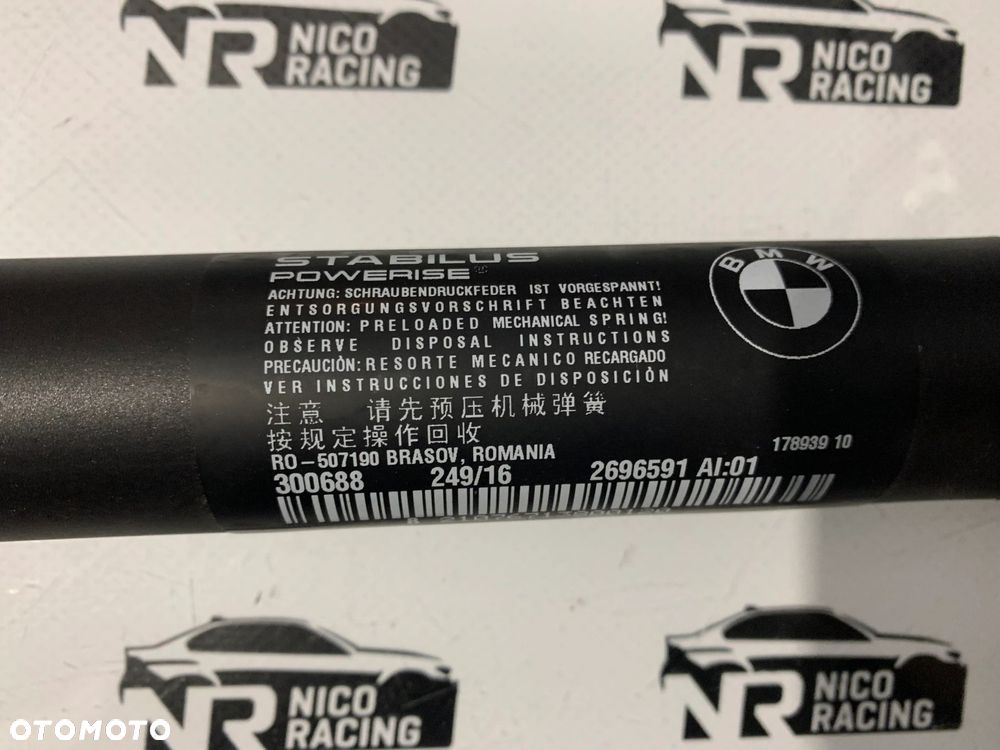 NR NICO RACING
NR NICO RACING
STABILUS
POWERISE®
BMW
ACHTUNG: SCHRAUBENDRUCKFEDER IST VORGESPANNT!
ENTSORGUNGSVORSCHRIFT BEACHTEN
ATTENTION: PRELOADED MECHANICAL SPRING!
OBSERVE DISPOSAL INSTRUCTIONS
PRECAUCIÒN: RESORTE MECANICO RECARGADO
VER INSTRUCCIONES DE DISPOSICIÒN
注意 请先预压机械弹簧
按规定操作回收
RO-507190 BRASOV, ROMANIA
178939 10
300688 249/16 2696591 AI:01
NR NICO RACING
NR NICO RACING
OTOMOTO